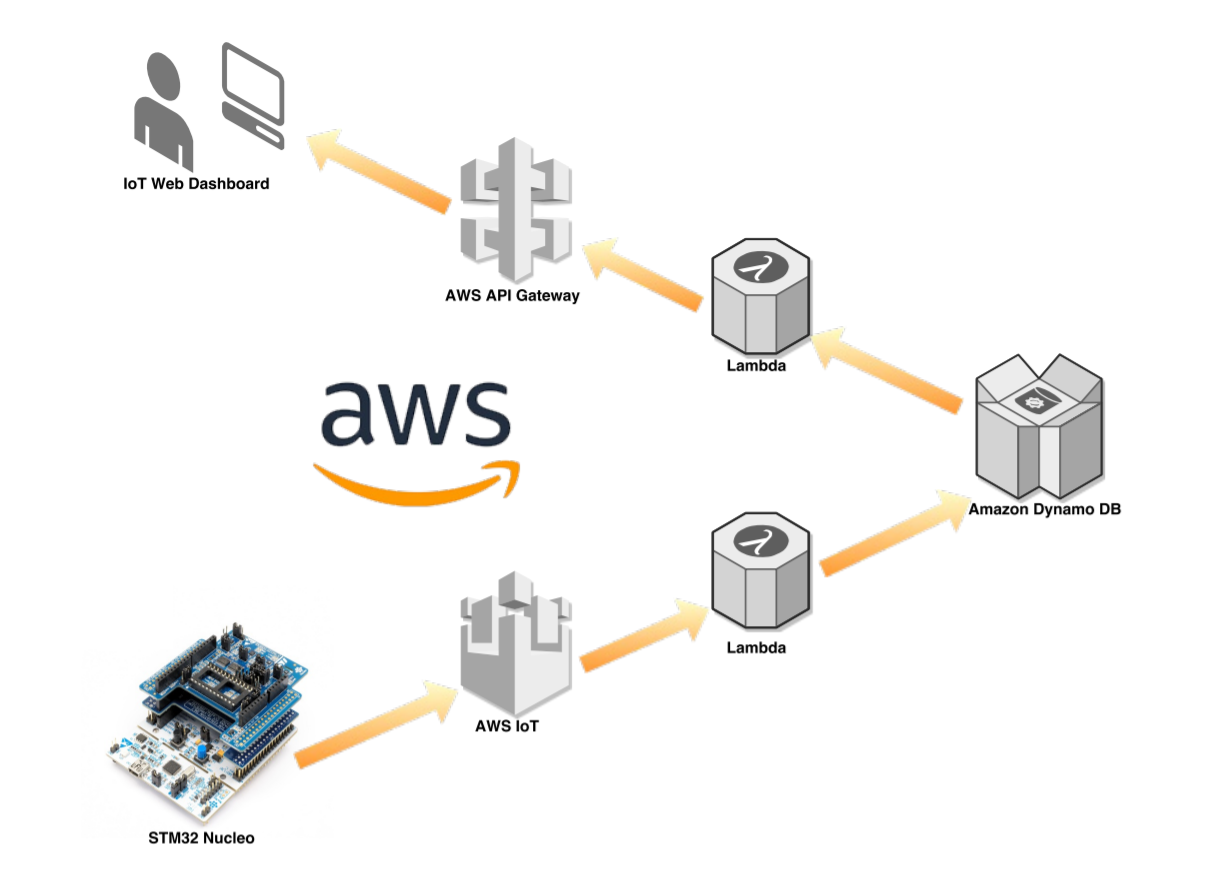 IoT Web Dashboard
AWS API Gateway
Lambda
aws
Amazon Dynamo DB
Lambda
AWS IoT
STM32 Nucleo